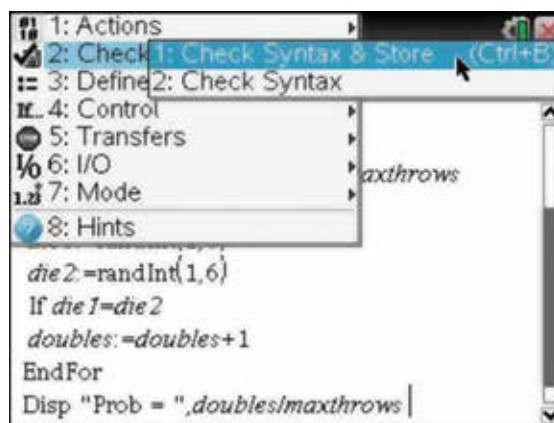 1: Actions
2: Check
1: Check Syntax & Store (Ctrl+B)
3: Define
2: Check Syntax
4: Control
5: Transfers
6: I/O
7: Mode
8: Hints
axthrows
die2:=randInt(1,6)
If die1=die2
doubles:=doubles+1
EndFor
Disp "Prob = ",doubles/maxthrows